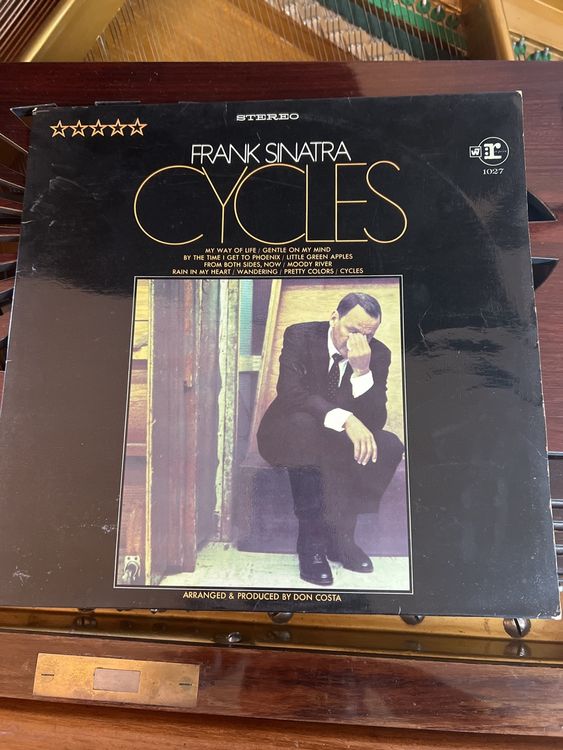 STEREO
FRANK SINATRA
CYCLES
W :r
1027
MY WAY OF LIFE / GENTLE ON MY MIND
BY THE TIME I GET TO PHOENIX / LITTLE GREEN APPLES
FROM BOTH SIDES, NOW / MOODY RIVER
RAIN IN MY HEART / WANDERING / PRETTY COLORS / CYCLES
ARRANGED & PRODUCED BY DON COSTA